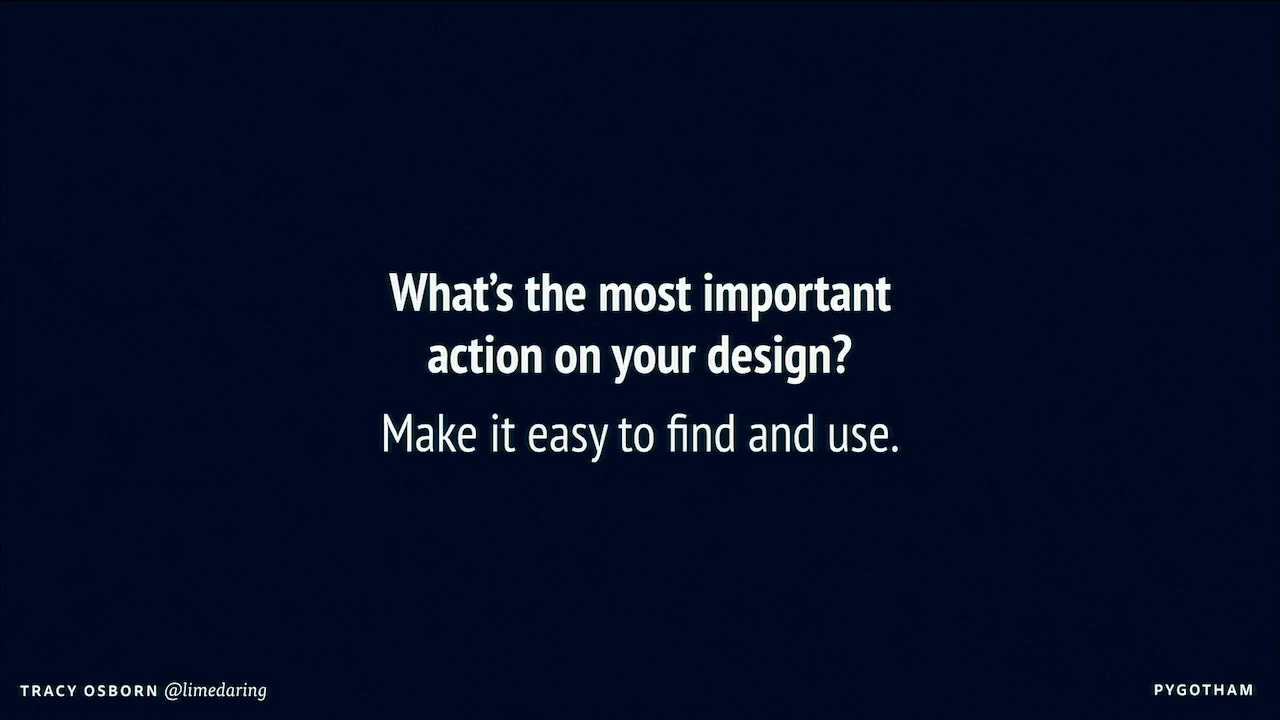 What’s the most important
action on your design?
Make it easy to find and use.
TRACY OSBORN @limedaring
PYGOTHAM